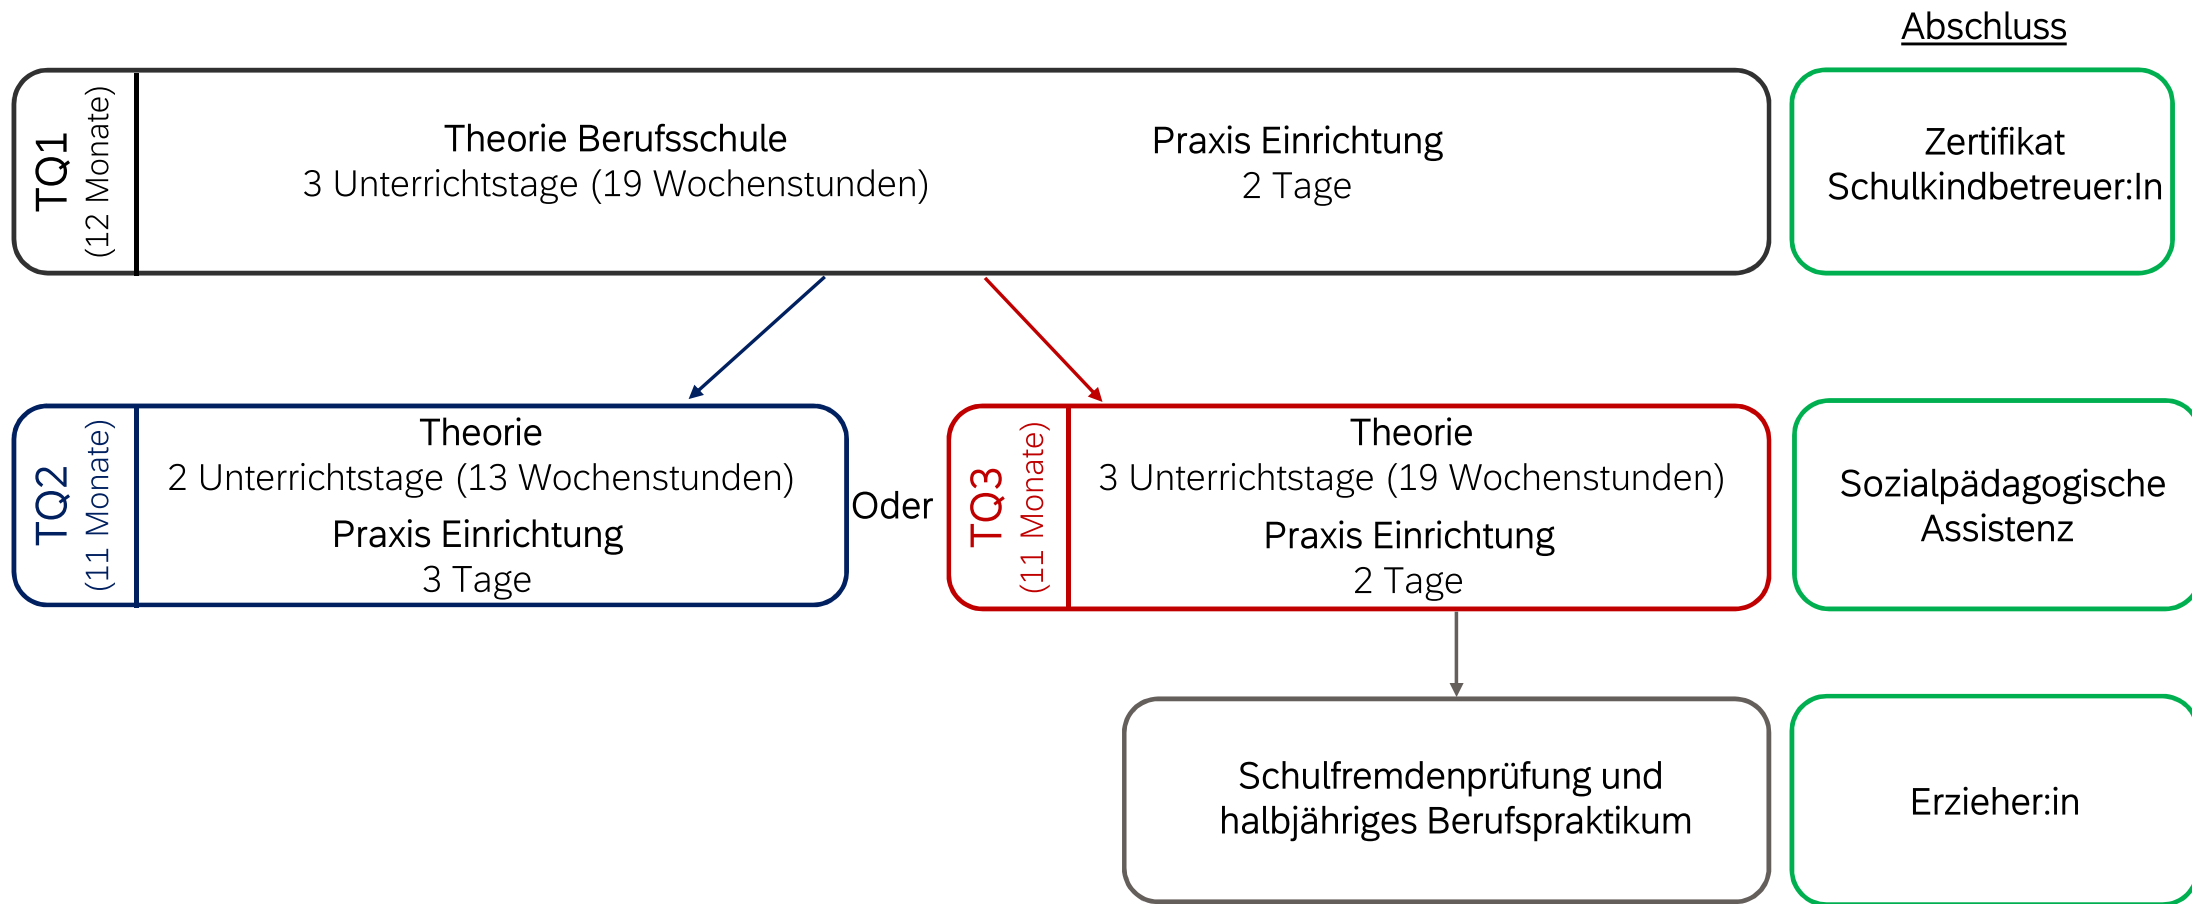 Abschluss
TQ1
(12 Monate)
Theorie Berufsschule
3 Unterrichtstage (19 Wochenstunden)
Praxis Einrichtung
2 Tage
Zertifikat
Schulkindbetreuer:In
TQ2
(11 Monate)
Theorie
2 Unterrichtstage (13 Wochenstunden)
Praxis Einrichtung
3 Tage
Oder
TQ3
(11 Monate)
Theorie
3 Unterrichtstage (19 Wochenstunden)
Praxis Einrichtung
2 Tage
Sozialpädagogische
Assistenz
Schulfremdenprüfung und
halbjähriges Berufspraktikum
Erzieher:in